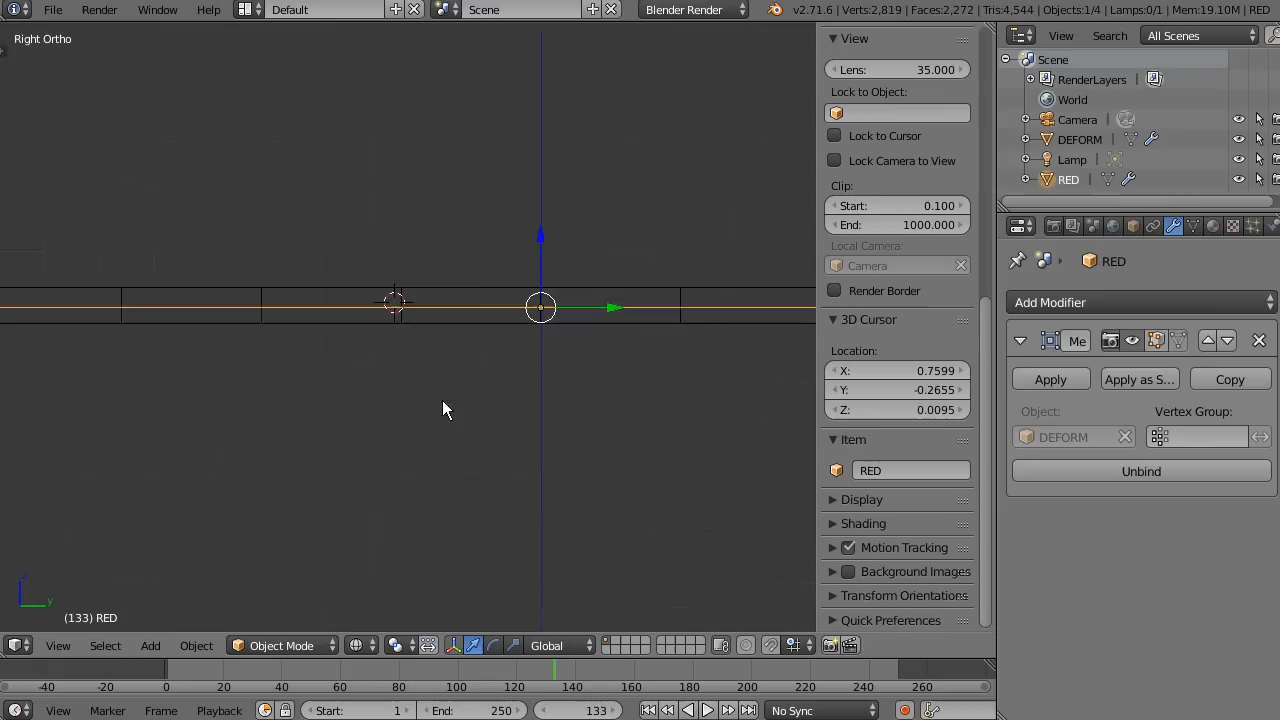 File Render Window Help Default Scene Blender Render v2.71.6 | Verts:2,819 | Faces:2,272 | Tris:4,544 | Objects:1/4 | Lamps:0/1 | Mem:19.10M | RED
Right Ortho
View
Lens: 35.000
Lock to Object:
Lock to Cursor
Lock Camera to View
Clip:
Start: 0.100
End: 1000.000
Local Camera:
Camera
Render Border
3D Cursor
Location:
X: 0.7599
Y: -0.2655
Z: 0.0095
Item
RED
Display
Shading
Motion Tracking
Background Images
Transform Orientations
Quick Preferences
View Search All Scenes
Scene
RenderLayers |
World
Camera |
DEFORM |
Lamp |
RED |
RED
Add Modifier
Me
Apply Apply as S... Copy
Object: Vertex Group:
DEFORM
Unbind
z
y
(133) RED
View Select Add Object Object Mode Global
-40 -20 0 20 40 60 80 100 120 140 160 180 200 220 240 260
View Marker Frame Playback Start: 1 End: 250 133 No Sync